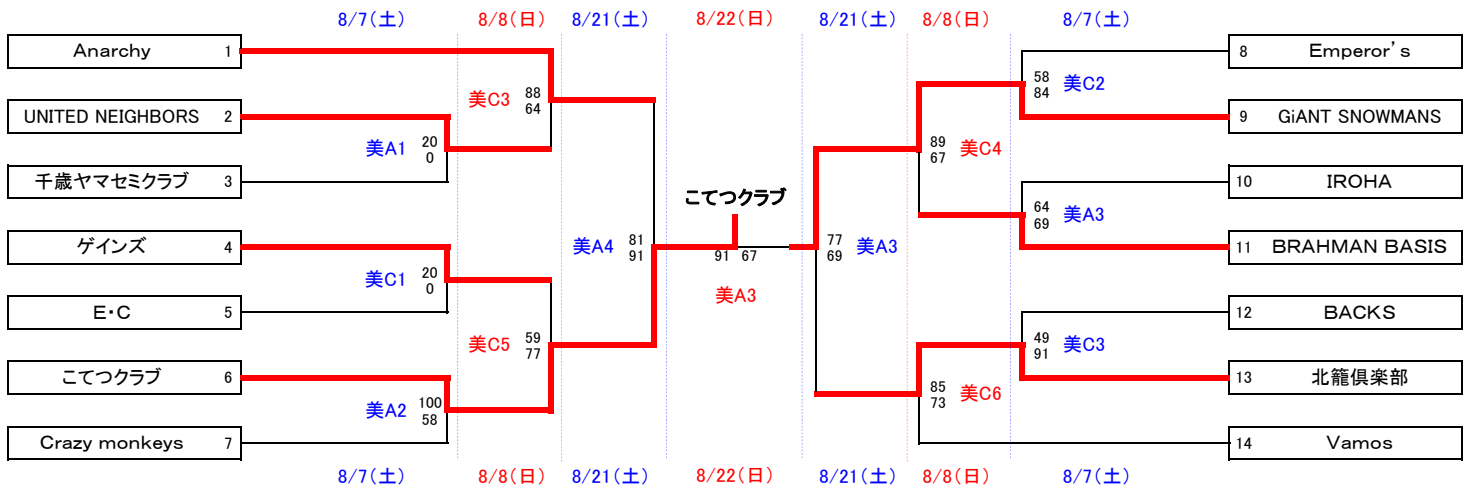 8/7(土) 8/8(日) 8/21(土) 8/22(日) 8/21(土) 8/8(日) 8/7(土)
Anarchy 1
8 Emperor's
美C3 88 64
58 84 美C2
UNITED NEIGHBORS 2
9 GiANT SNOWMANS
美A1 20 0
89 67 美C4
千歳ヤマセミクラブ 3
10 IROHA
こてつクラブ
64 69 美A3
ゲインズ 4
美A4 81 91
91 67
77 69 美A3
11 BRAHMAN BASIS
美C1 20 0
美A3
E・C 5
12 BACKS
美C5 59 77
49 91 美C3
こてつクラブ 6
13 北籠倶楽部
美A2 100 58
85 73 美C6
Crazy monkeys 7
14 Vamos
8/7(土) 8/8(日) 8/21(土) 8/22(日) 8/21(土) 8/8(日) 8/7(土)